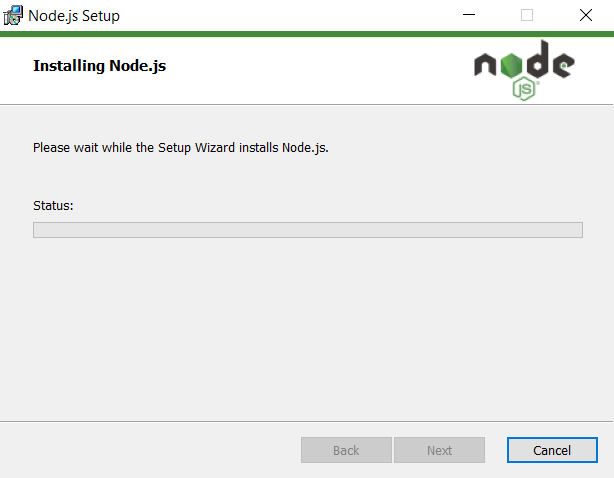 Node.js Setup
Installing Node.js
node
JS
Please wait while the Setup Wizard installs Node.js.
Status:
Back
Next
Cancel